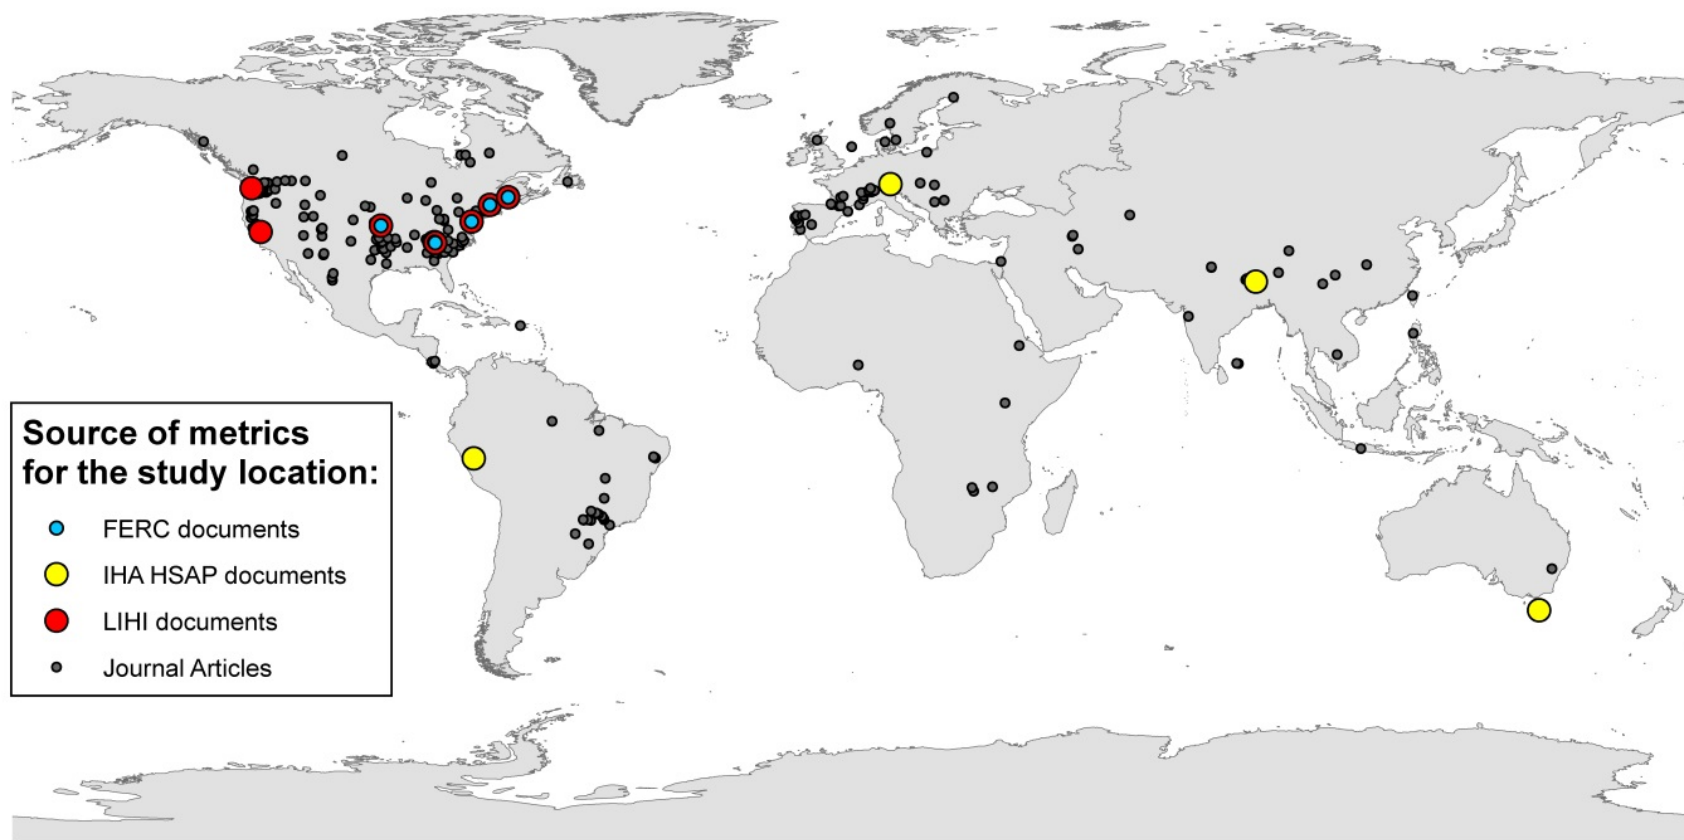 Source of metrics
for the study location:
FERC documents
IHA HSAP documents
LIHI documents
Journal Articles